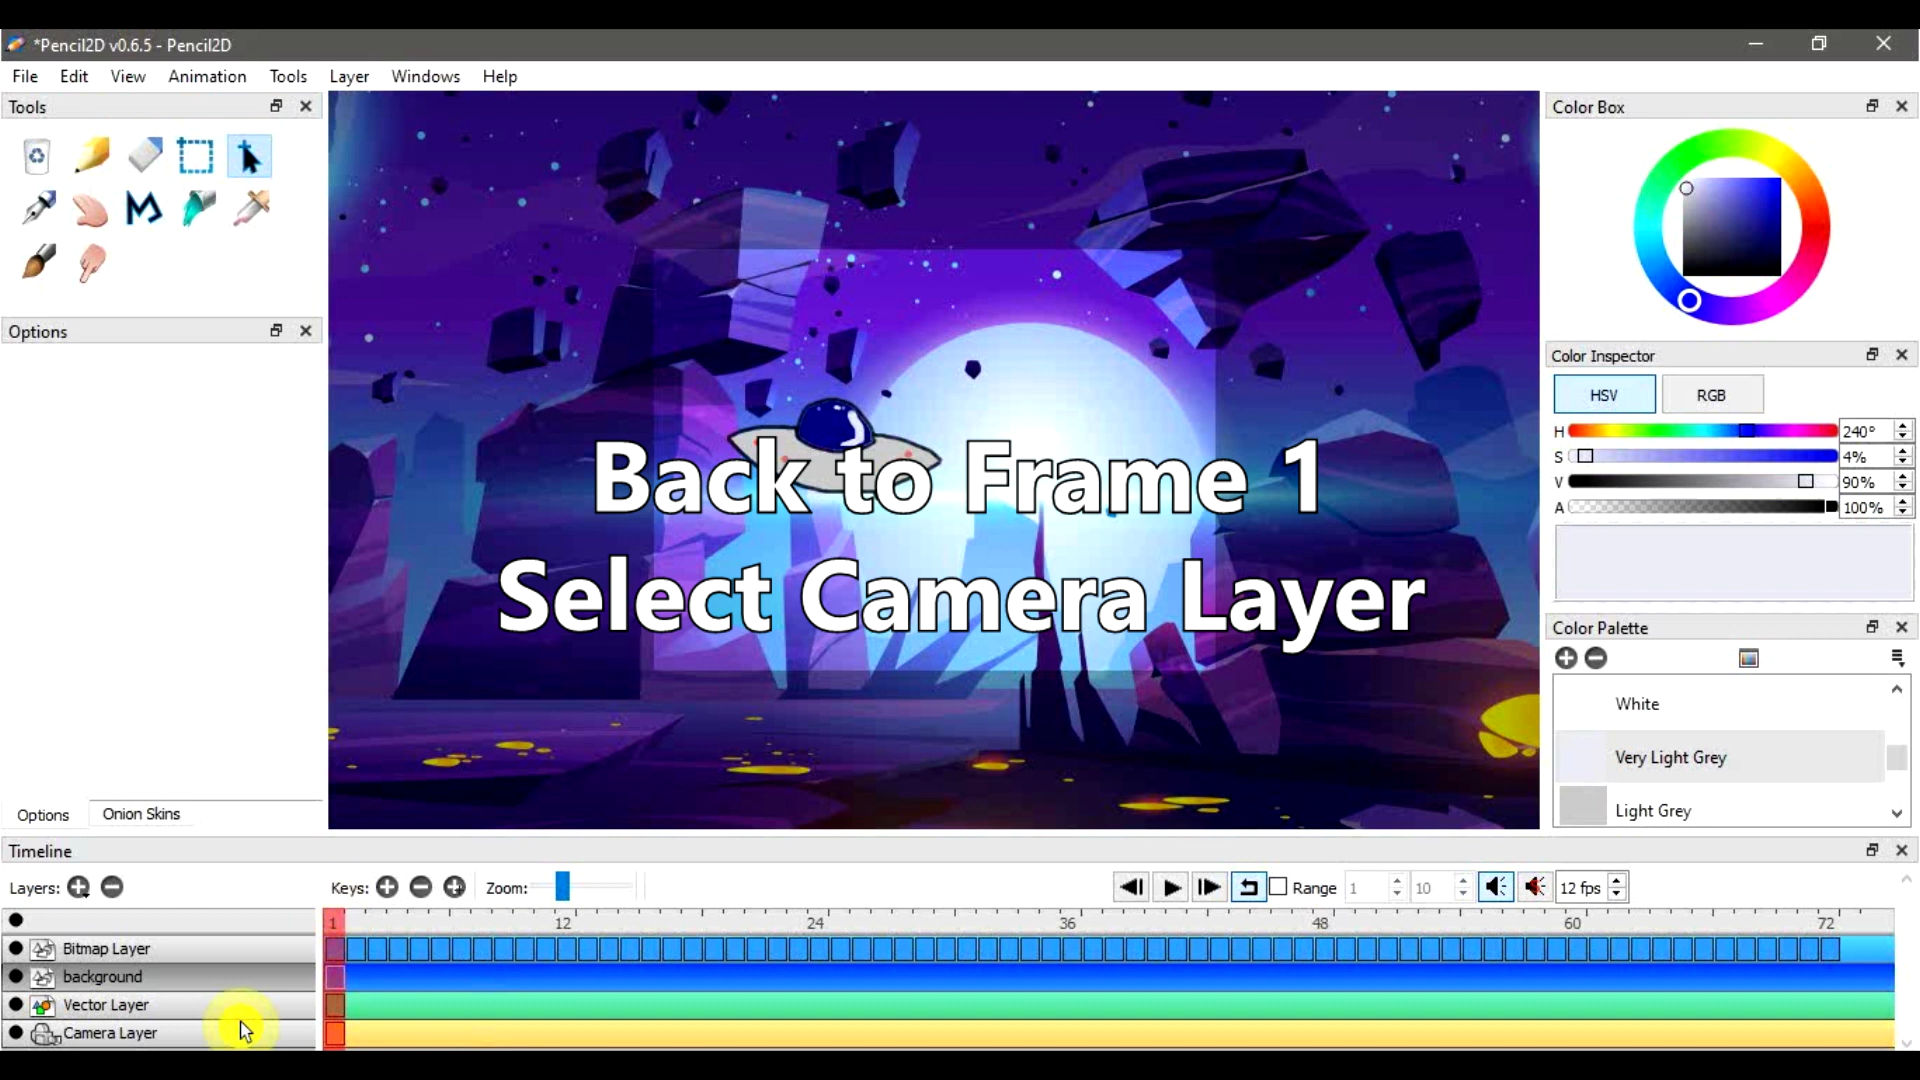 *Pencil2D v0.6.5 - Pencil2D
File Edit View Animation Tools Layer Windows Help
Tools
Color Box
Options
Color Inspector
HSV RGB
H 240°
S 4%
V 90%
A 100%
Back to Frame 1
Select Camera Layer
Color Palette
White
Very Light Grey
Light Grey
Options Onion Skins
Timeline
Layers: Keys: Zoom: Range 1 10 12 fps
1 12 24 36 48 60 72
Bitmap Layer
background
Vector Layer
Camera Layer